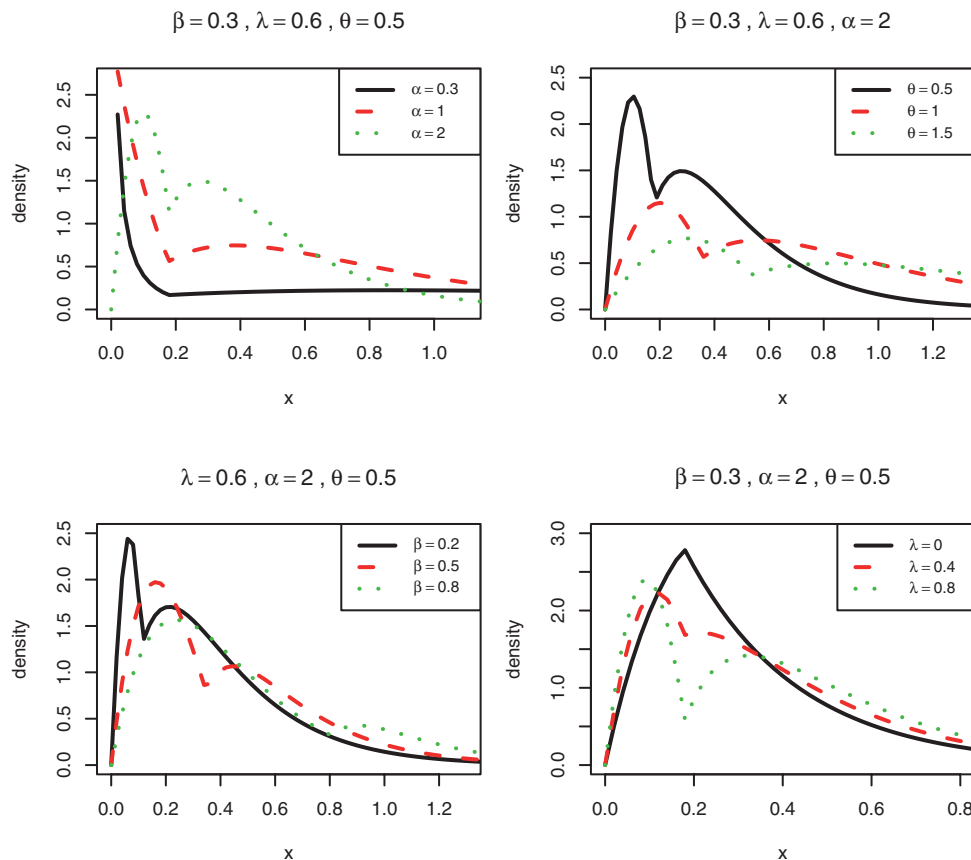 β = 0.3 , λ = 0.6 , θ = 0.5
density
0.0 0.5 1.0 1.5 2.0 2.5
α = 0.3
α = 1
α = 2
0.0 0.2 0.4 0.6 0.8 1.0
x
β = 0.3 , λ = 0.6 , α = 2
density
0.0 0.5 1.0 1.5 2.0 2.5
θ = 0.5
θ = 1
θ = 1.5
0.0 0.2 0.4 0.6 0.8 1.0 1.2
x
λ = 0.6 , α = 2 , θ = 0.5
density
0.0 0.5 1.0 1.5 2.0 2.5
β = 0.2
β = 0.5
β = 0.8
0.0 0.2 0.4 0.6 0.8 1.0 1.2
x
β = 0.3 , α = 2 , θ = 0.5
density
0.0 1.0 2.0 3.0
λ = 0
λ = 0.4
λ = 0.8
0.0 0.2 0.4 0.6 0.8
x